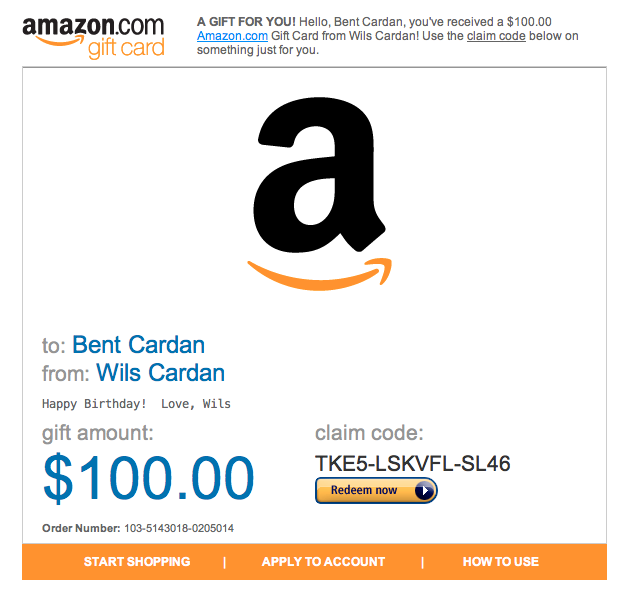 amazon.com
gift card
A GIFT FOR YOU! Hello, Bent Cardan, you've received a $100.00
Amazon.com Gift Card from Wils Cardan! Use the claim code below on
something just for you.
a
to: Bent Cardan
from: Wils Cardan
Happy Birthday! Love, Wils
gift amount:
$100.00
claim code:
TKE5-LSKVFL-SL46
Redeem now
Order Number: 103-5143018-0205014
START SHOPPING | APPLY TO ACCOUNT | HOW TO USE